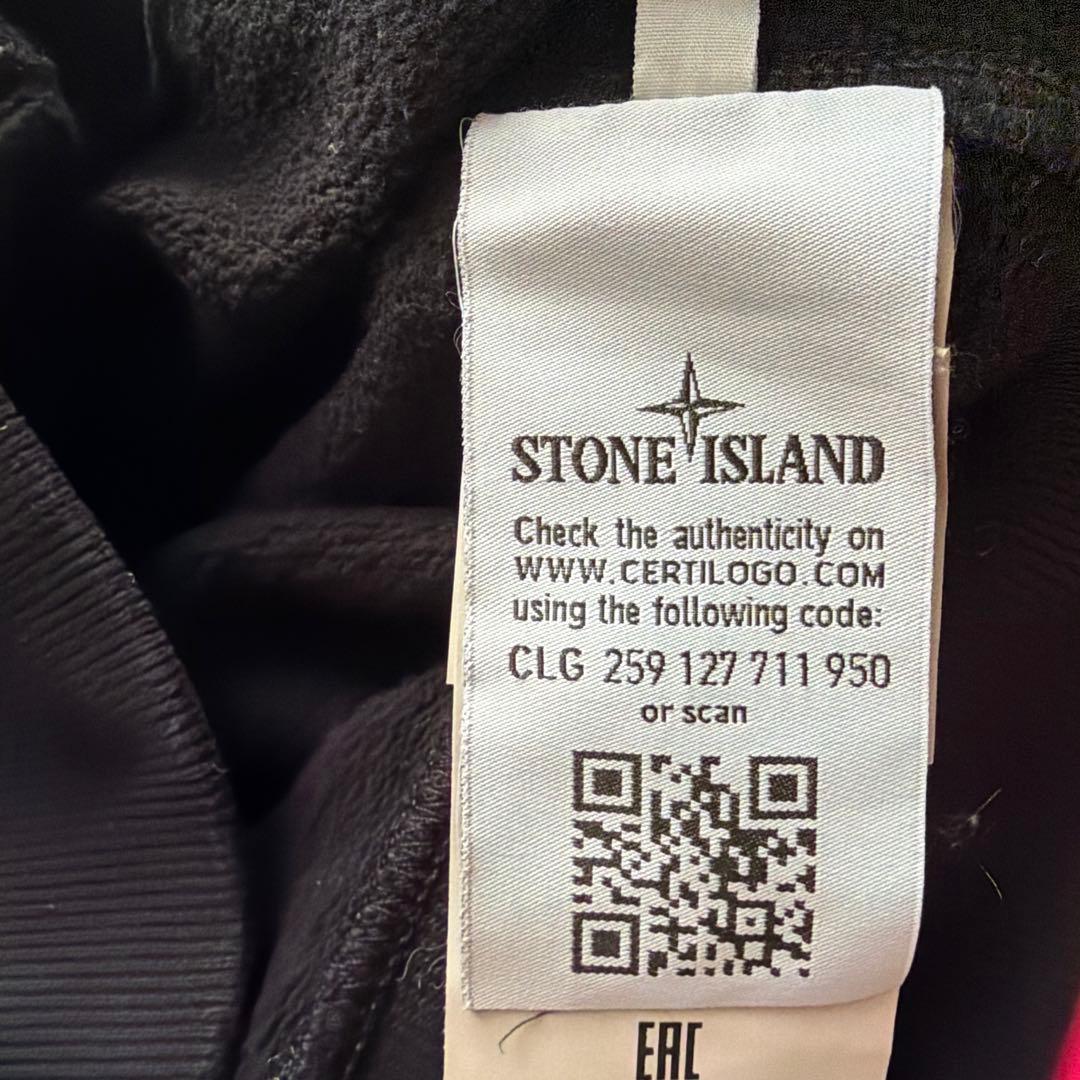 STONE ISLAND
Check the authenticity on
WWW.CERTILOGO.COM
using the following code:
CLG 259 127 711 950
or scan
EAC